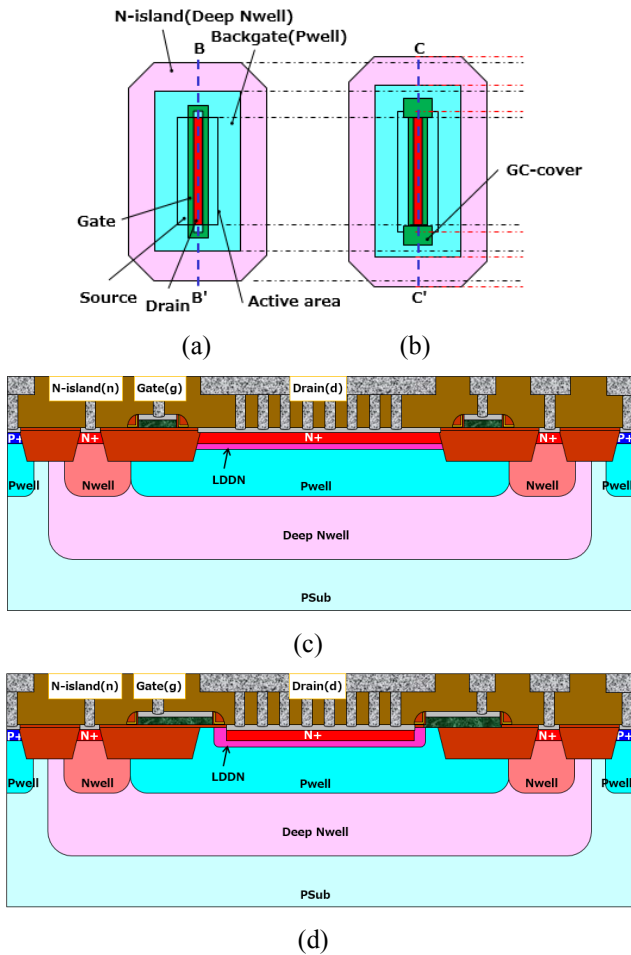 N-island(Deep Nwell)
B
Backgate(Pwell)
C
Gate
GC-cover
Source
Drain
B'
Active area
C'
(a)
(b)
N-island(n)
Gate(g)
Drain(d)
P+
N+
N+
N+
P+
Pwell
Nwell
LDDN
Pwell
Nwell
Pwell
Deep Nwell
PSub
(c)
N-island(n)
Gate(g)
Drain(d)
P+
N+
N+
N+
P+
Pwell
Nwell
LDDN
Pwell
Nwell
Pwell
Deep Nwell
PSub
(d)